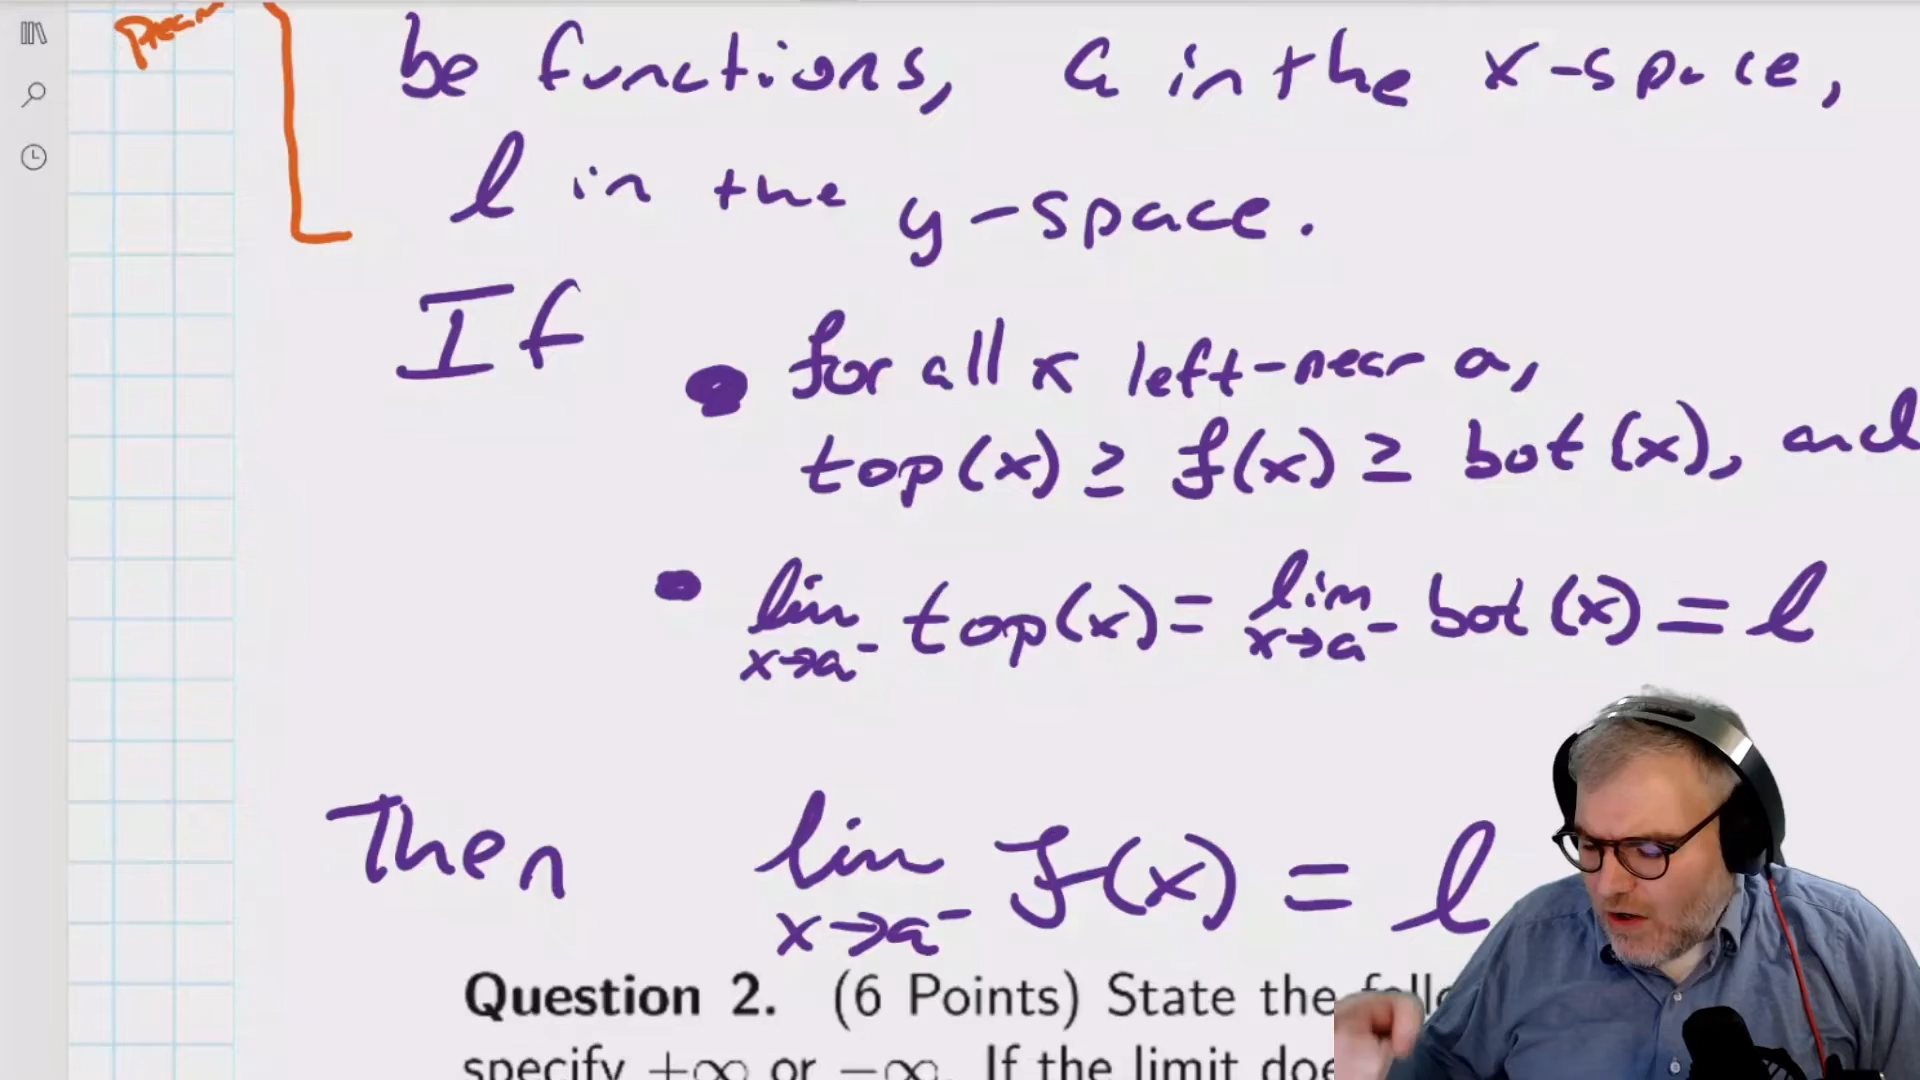 be functions, a in the x-space,
l in the y-space.
If
• for all x left-near a,
top(x) ≥ f(x) ≥ bot(x), and
• lim x→a⁻ top(x) = lim x→a⁻ bot(x) = l
Then lim x→a⁻ f(x) = l
Question 2. (6 Points) State the
specify +∞ or −∞. If the limit